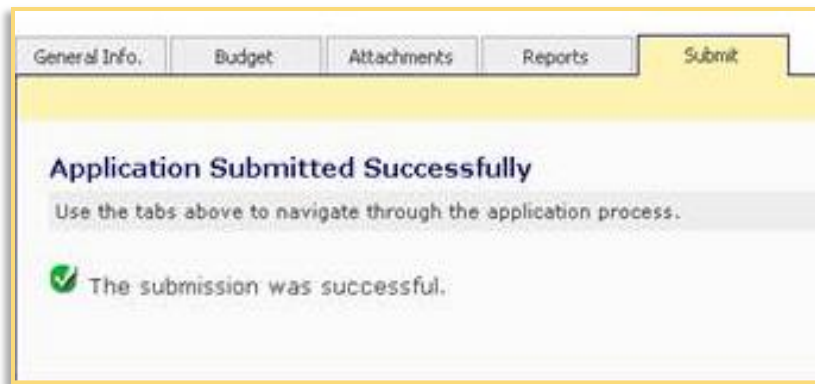 General Info. Budget Attachments Reports Submit
Application Submitted Successfully
Use the tabs above to navigate through the application process.
The submission was successful.